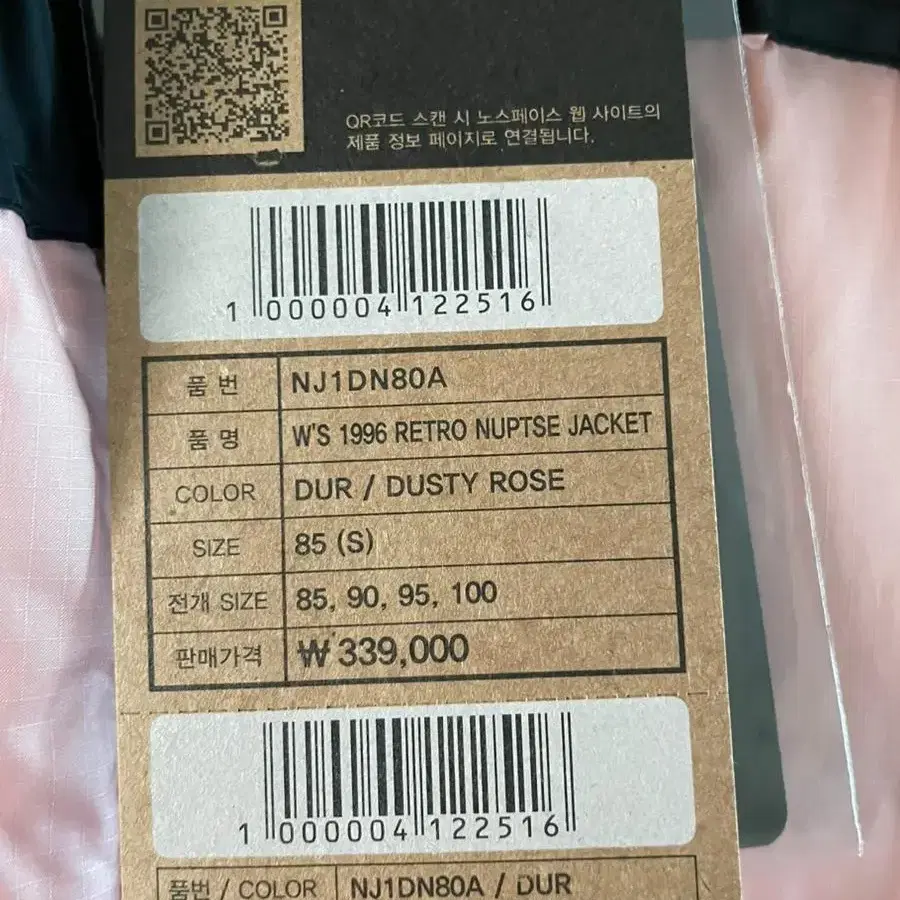 QR코드 스캔 시 노스페이스 웹 사이트의
제품 정보 페이지로 연결됩니다.
1 000004 122516
품 번 NJ1DN80A
품 명 W'S 1996 RETRO NUPTSE JACKET
COLOR DUR / DUSTY ROSE
SIZE 85 (S)
전개 SIZE 85, 90, 95, 100
판매가격 ₩339,000
1 000004 122516
품번 / COLOR NJ1DN80A / DUR